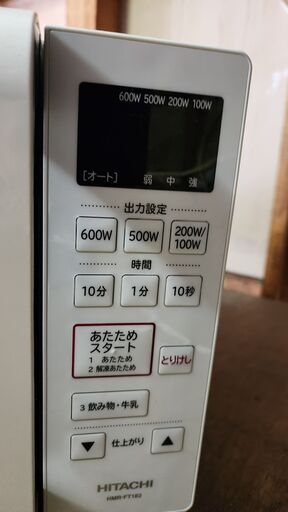 600W 500W 200W 100W
[オート] 弱 中 強
出力設定
600W 500W 200W/100W
時間
10分 1分 10秒
あたため
スタート
1 あたため
2 解凍あたため
とりけし
3 飲み物・牛乳
▼ 仕上がり ▲
HITACHI
HMR-FT182